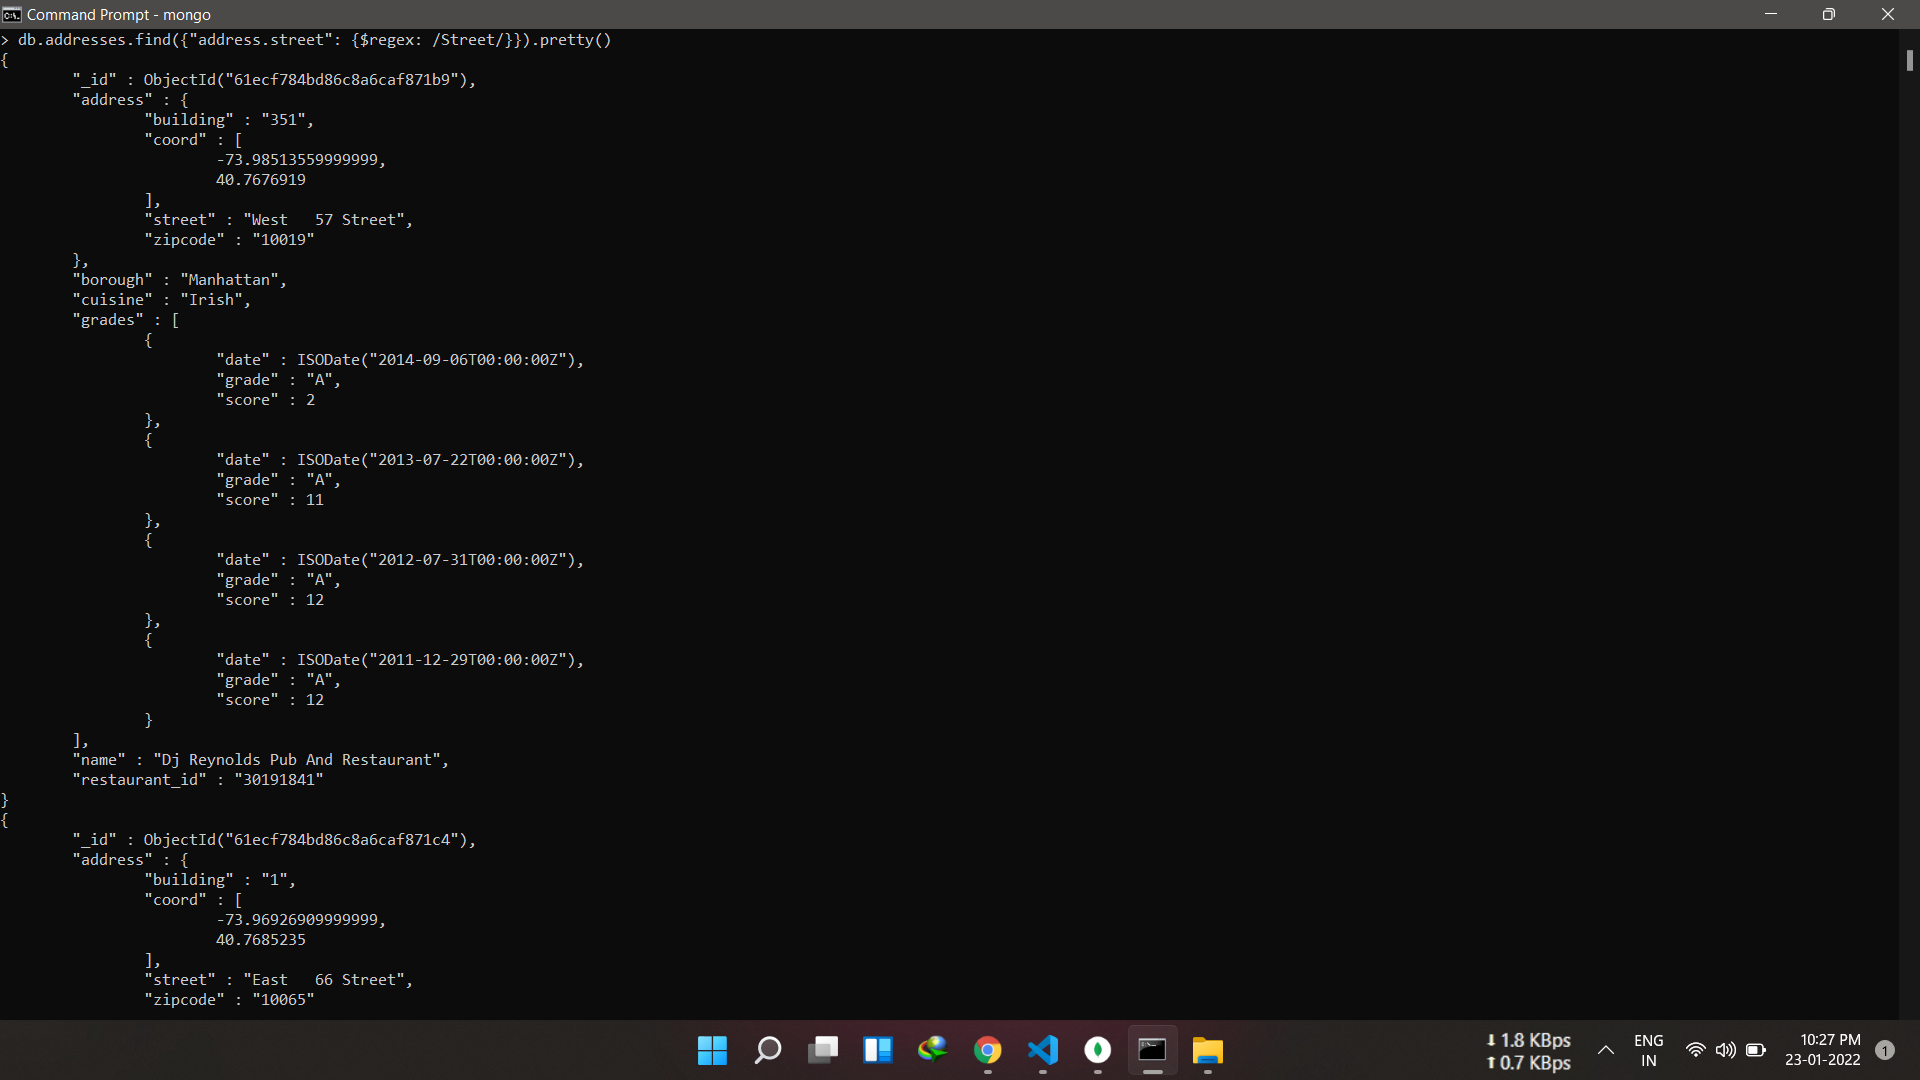 Command Prompt - mongo
> db.addresses.find({"address.street": {$regex: /Street/}}).pretty()
{
        "_id" : ObjectId("61ecf784bd86c8a6caf871b9"),
        "address" : {
                "building" : "351",
                "coord" : [
                        -73.98513559999999,
                        40.7676919
                ],
                "street" : "West   57 Street",
                "zipcode" : "10019"
        },
        "borough" : "Manhattan",
        "cuisine" : "Irish",
        "grades" : [
                {
                        "date" : ISODate("2014-09-06T00:00:00Z"),
                        "grade" : "A",
                        "score" : 2
                },
                {
                        "date" : ISODate("2013-07-22T00:00:00Z"),
                        "grade" : "A",
                        "score" : 11
                },
                {
                        "date" : ISODate("2012-07-31T00:00:00Z"),
                        "grade" : "A",
                        "score" : 12
                },
                {
                        "date" : ISODate("2011-12-29T00:00:00Z"),
                        "grade" : "A",
                        "score" : 12
                }
        ],
        "name" : "Dj Reynolds Pub And Restaurant",
        "restaurant_id" : "30191841"
}
{
        "_id" : ObjectId("61ecf784bd86c8a6caf871c4"),
        "address" : {
                "building" : "1",
                "coord" : [
                        -73.96926909999999,
                        40.7685235
                ],
                "street" : "East   66 Street",
                "zipcode" : "10065"
1.8 KBps
0.7 KBps
ENG
IN
10:27 PM
23-01-2022
1